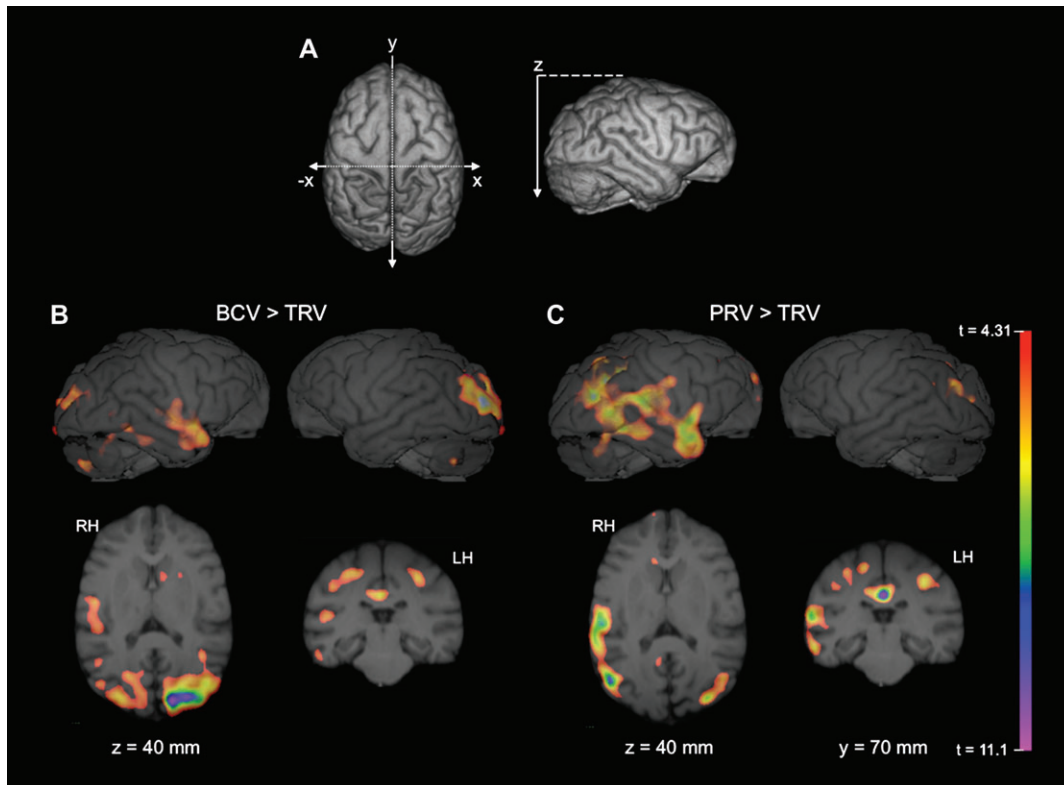 A
y
-x
x
z
B
BCV > TRV
C
PRV > TRV
t = 4.31
RH
LH
RH
LH
z = 40 mm
z = 40 mm
y = 70 mm
t = 11.1